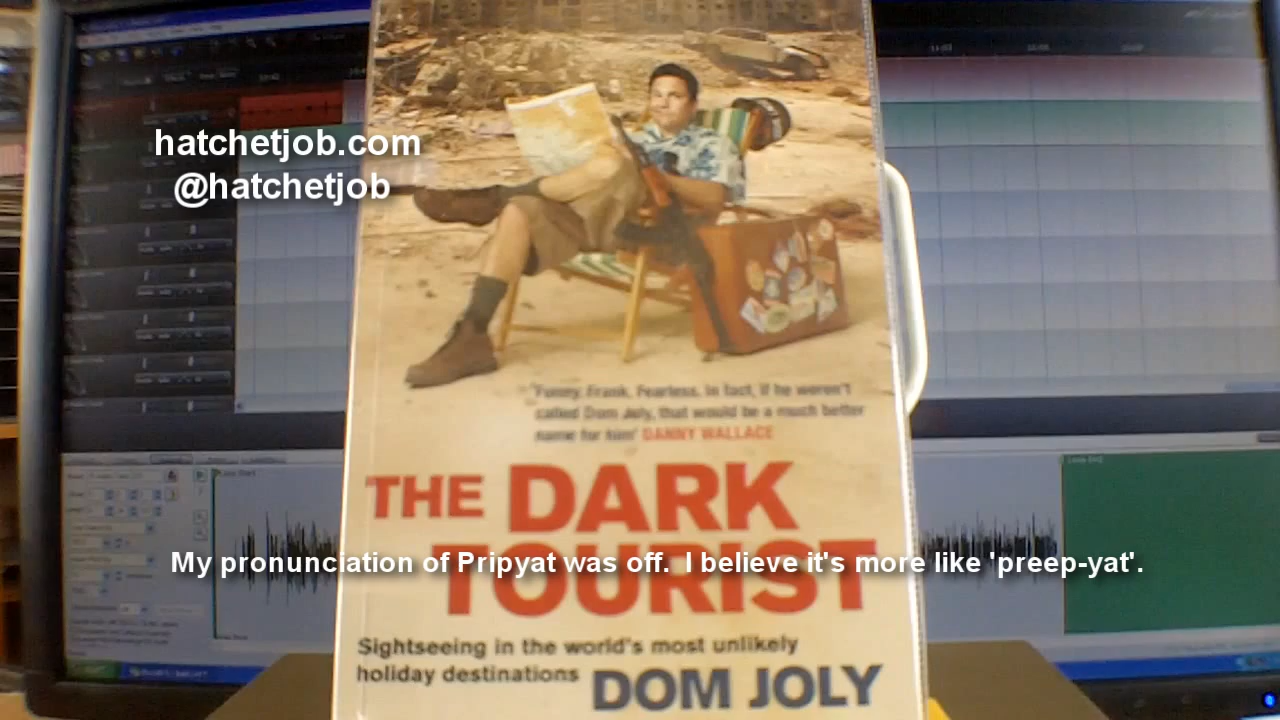 hatchetjob.com
@hatchetjob
'Funny. Frank. Fearless. In fact, if he weren't
called Dom Joly, that would be a much better
name for him' DANNY WALLACE
THE DARK
TOURIST
My pronunciation of Pripyat was off. I believe it's more like 'preep-yat'.
Sightseeing in the world's most unlikely
holiday destinations
DOM JOLY